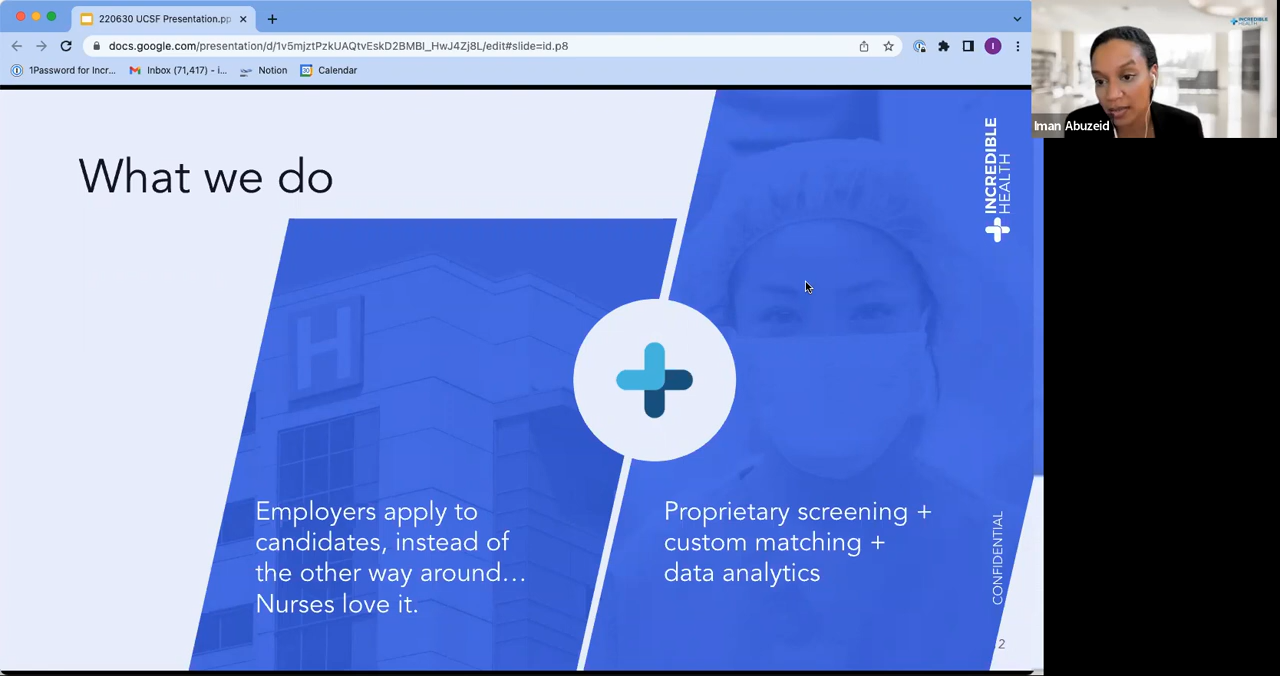 220630 UCSF Presentation.pp
docs.google.com/presentation/d/1v5mjztPzkUAQtvEskD2BMBI_HwJ4Zj8L/edit#slide=id.p8
I
1Password for Incr...
Inbox (71,417) – i...
Notion
Calendar
INCREDIBLE HEALTH
Iman Abuzeid
What we do
INCREDIBLE
HEALTH
H
Employers apply to
candidates, instead of
the other way around...
Nurses love it.
Proprietary screening +
custom matching +
data analytics
CONFIDENTIAL
2